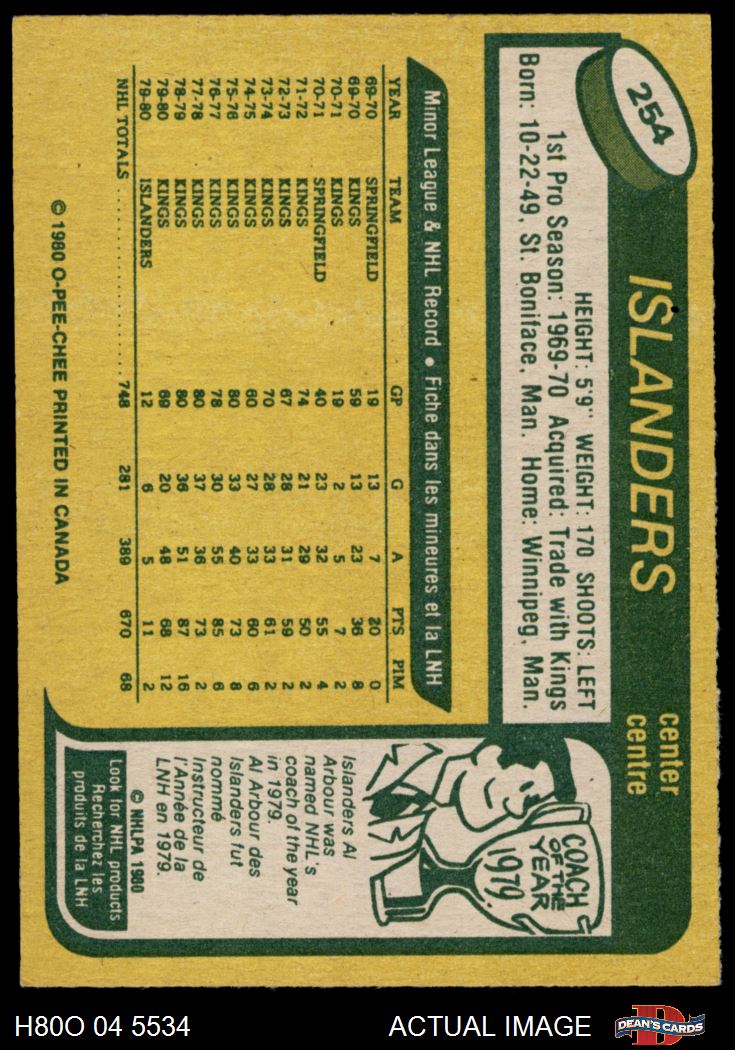 254
ISLANDERS
center
centre
HEIGHT: 5'9" WEIGHT: 170 SHOOTS: LEFT
1st Pro Season: 1969-70 Acquired: Trade with Kings
Born: 10-22-49, St. Boniface, Man. Home: Winnipeg, Man.
Minor League & NHL Record • Fiche dans les mineures et la LNH
YEAR TEAM GP G A PTS PIM
69-70 SPRINGFIELD 19 13 7 20 0
69-70 KINGS 59 13 23 36 8
70-71 KINGS 19 2 5 7 2
70-71 SPRINGFIELD 40 23 32 55 4
71-72 KINGS 74 21 29 50 2
72-73 KINGS 67 28 31 59 2
73-74 KINGS 70 28 33 61 2
74-75 KINGS 60 27 33 60 6
75-76 KINGS 80 33 40 73 8
76-77 KINGS 78 30 55 85 6
77-78 KINGS 80 37 36 73 2
78-79 KINGS 80 36 51 87 16
79-80 KINGS 69 20 48 68 12
79-80 ISLANDERS 12 6 5 11 2
NHL TOTALS .......... 748 281 389 670 68
© 1980 O-PEE-CHEE PRINTED IN CANADA
COACH
OF THE
YEAR
1979
Islanders Al
Arbour was
named NHL's
coach of the year
in 1979.
Al Arbour des
Islanders fut
nommé
Instructeur de
l'Année de la
LNH en 1979.
© NHLPA 1980
Look for NHL products
Recherchez les
produits de la LNH
H80O 04 5534
ACTUAL IMAGE
D
DEAN'S CARDS